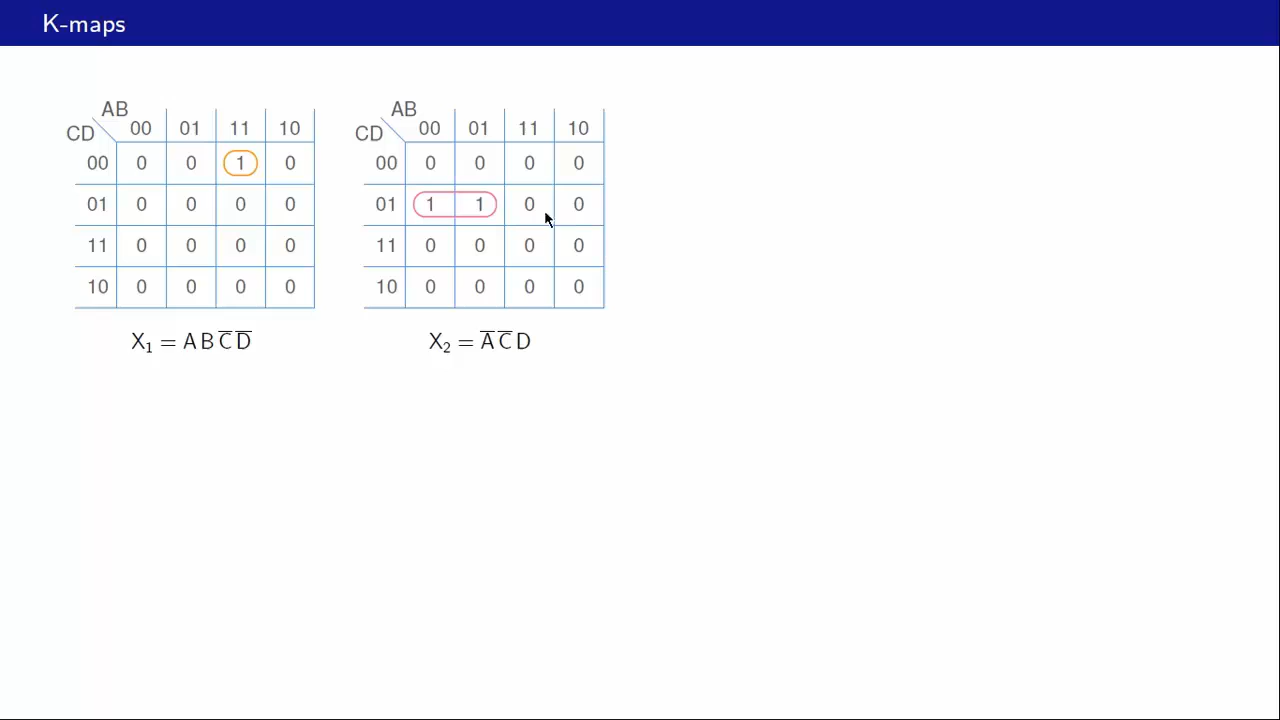 K-maps
AB
CD 00 01 11 10
00 0 0 1 0
01 0 0 0 0
11 0 0 0 0
10 0 0 0 0
X₁ = A B C̅ D̅
AB
CD 00 01 11 10
00 0 0 0 0
01 1 1 0 0
11 0 0 0 0
10 0 0 0 0
X₂ = A̅ C̅ D